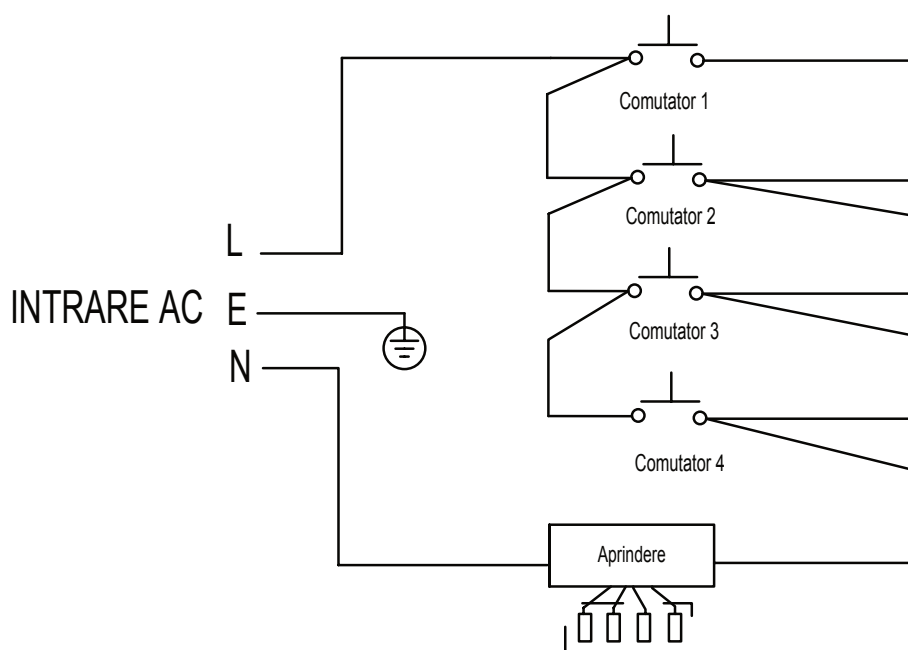 Comutator 1
Comutator 2
L
INTRARE AC E
Comutator 3
N
Comutator 4
Aprindere